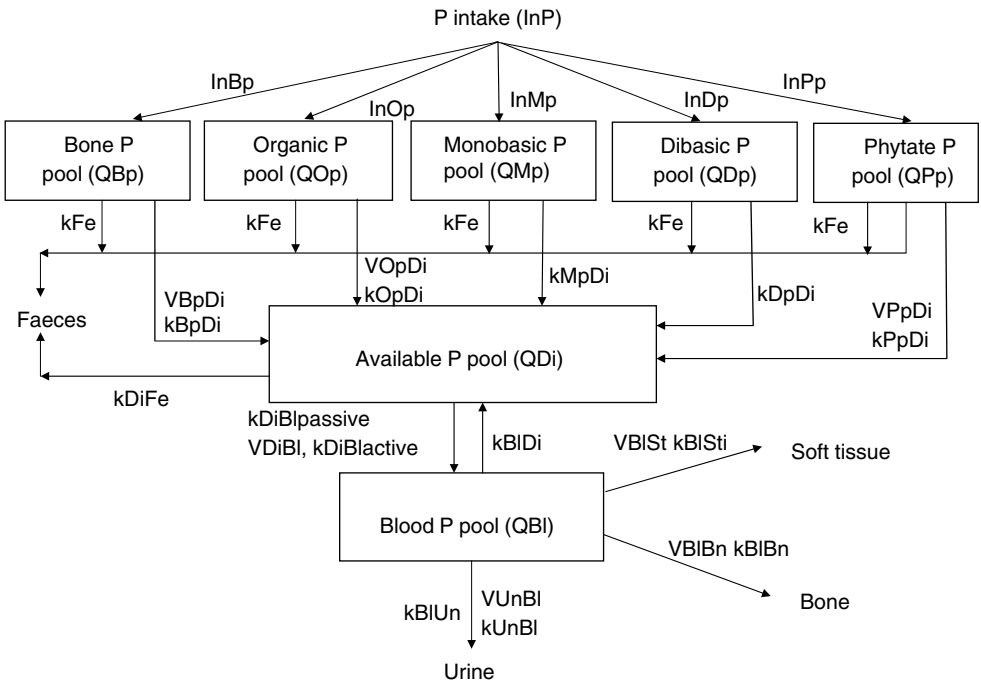 P intake (InP)
InBp
InOp
InMp
InDp
InPp
Bone P
pool (QBp)
Organic P
pool (QOp)
Monobasic P
pool (QMp)
Dibasic P
pool (QDp)
Phytate P
pool (QPp)
kFe
kFe
kFe
kFe
kFe
VBpDi
kBpDi
VOpDi
kOpDi
kMpDi
kDpDi
VPpDi
kPpDi
Faeces
Available P pool (QDi)
kDiFe
kDiBlpassive
VDiBl, kDiBlactive
kBlDi
VBlSt kBlSti
Soft tissue
Blood P pool (QBl)
VBlBn kBlBn
Bone
kBlUn
VUnBl
kUnBl
Urine